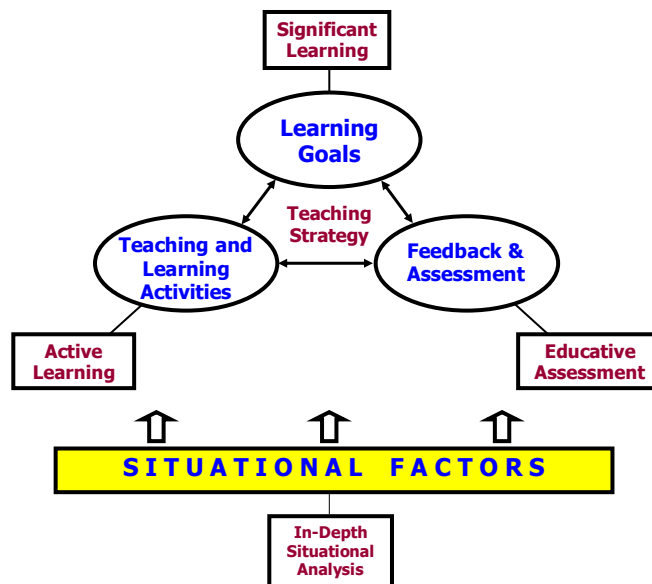 Significant
Learning
Learning
Goals
Teaching
Strategy
Teaching and
Learning
Activities
Feedback &
Assessment
Active
Learning
Educative
Assessment
SITUATIONAL FACTORS
In-Depth
Situational
Analysis